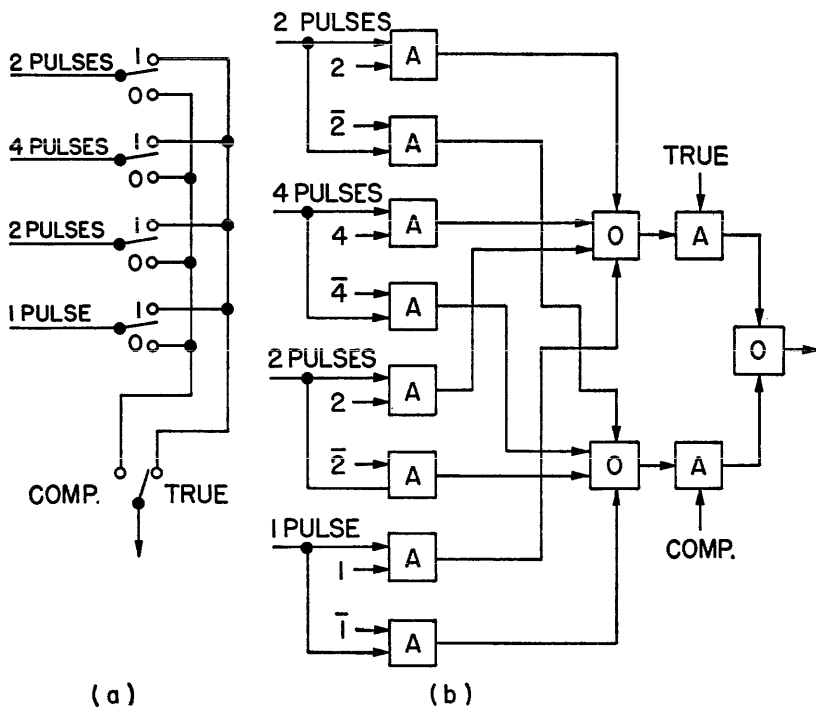 2 PULSES
1
0
4 PULSES
1
0
2 PULSES
1
0
1 PULSE
1
0
COMP.
TRUE
(a)
2 PULSES
A
2
2̅
A
4 PULSES
A
4
4̅
A
2 PULSES
A
2
2̅
A
1 PULSE
A
1
1̅
A
O
TRUE
A
O
O
A
COMP.
(b)